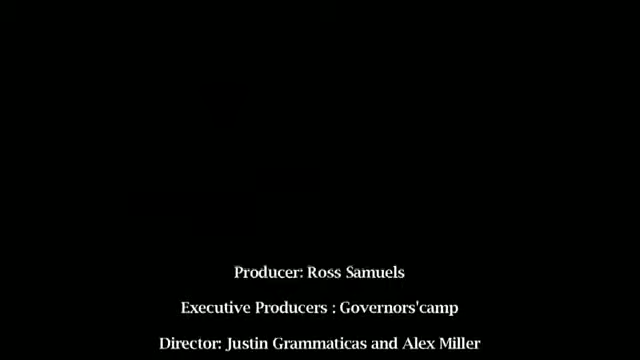 Producer: Ross Samuels
Executive Producers : Governors'camp
Director: Justin Grammaticas and Alex Miller